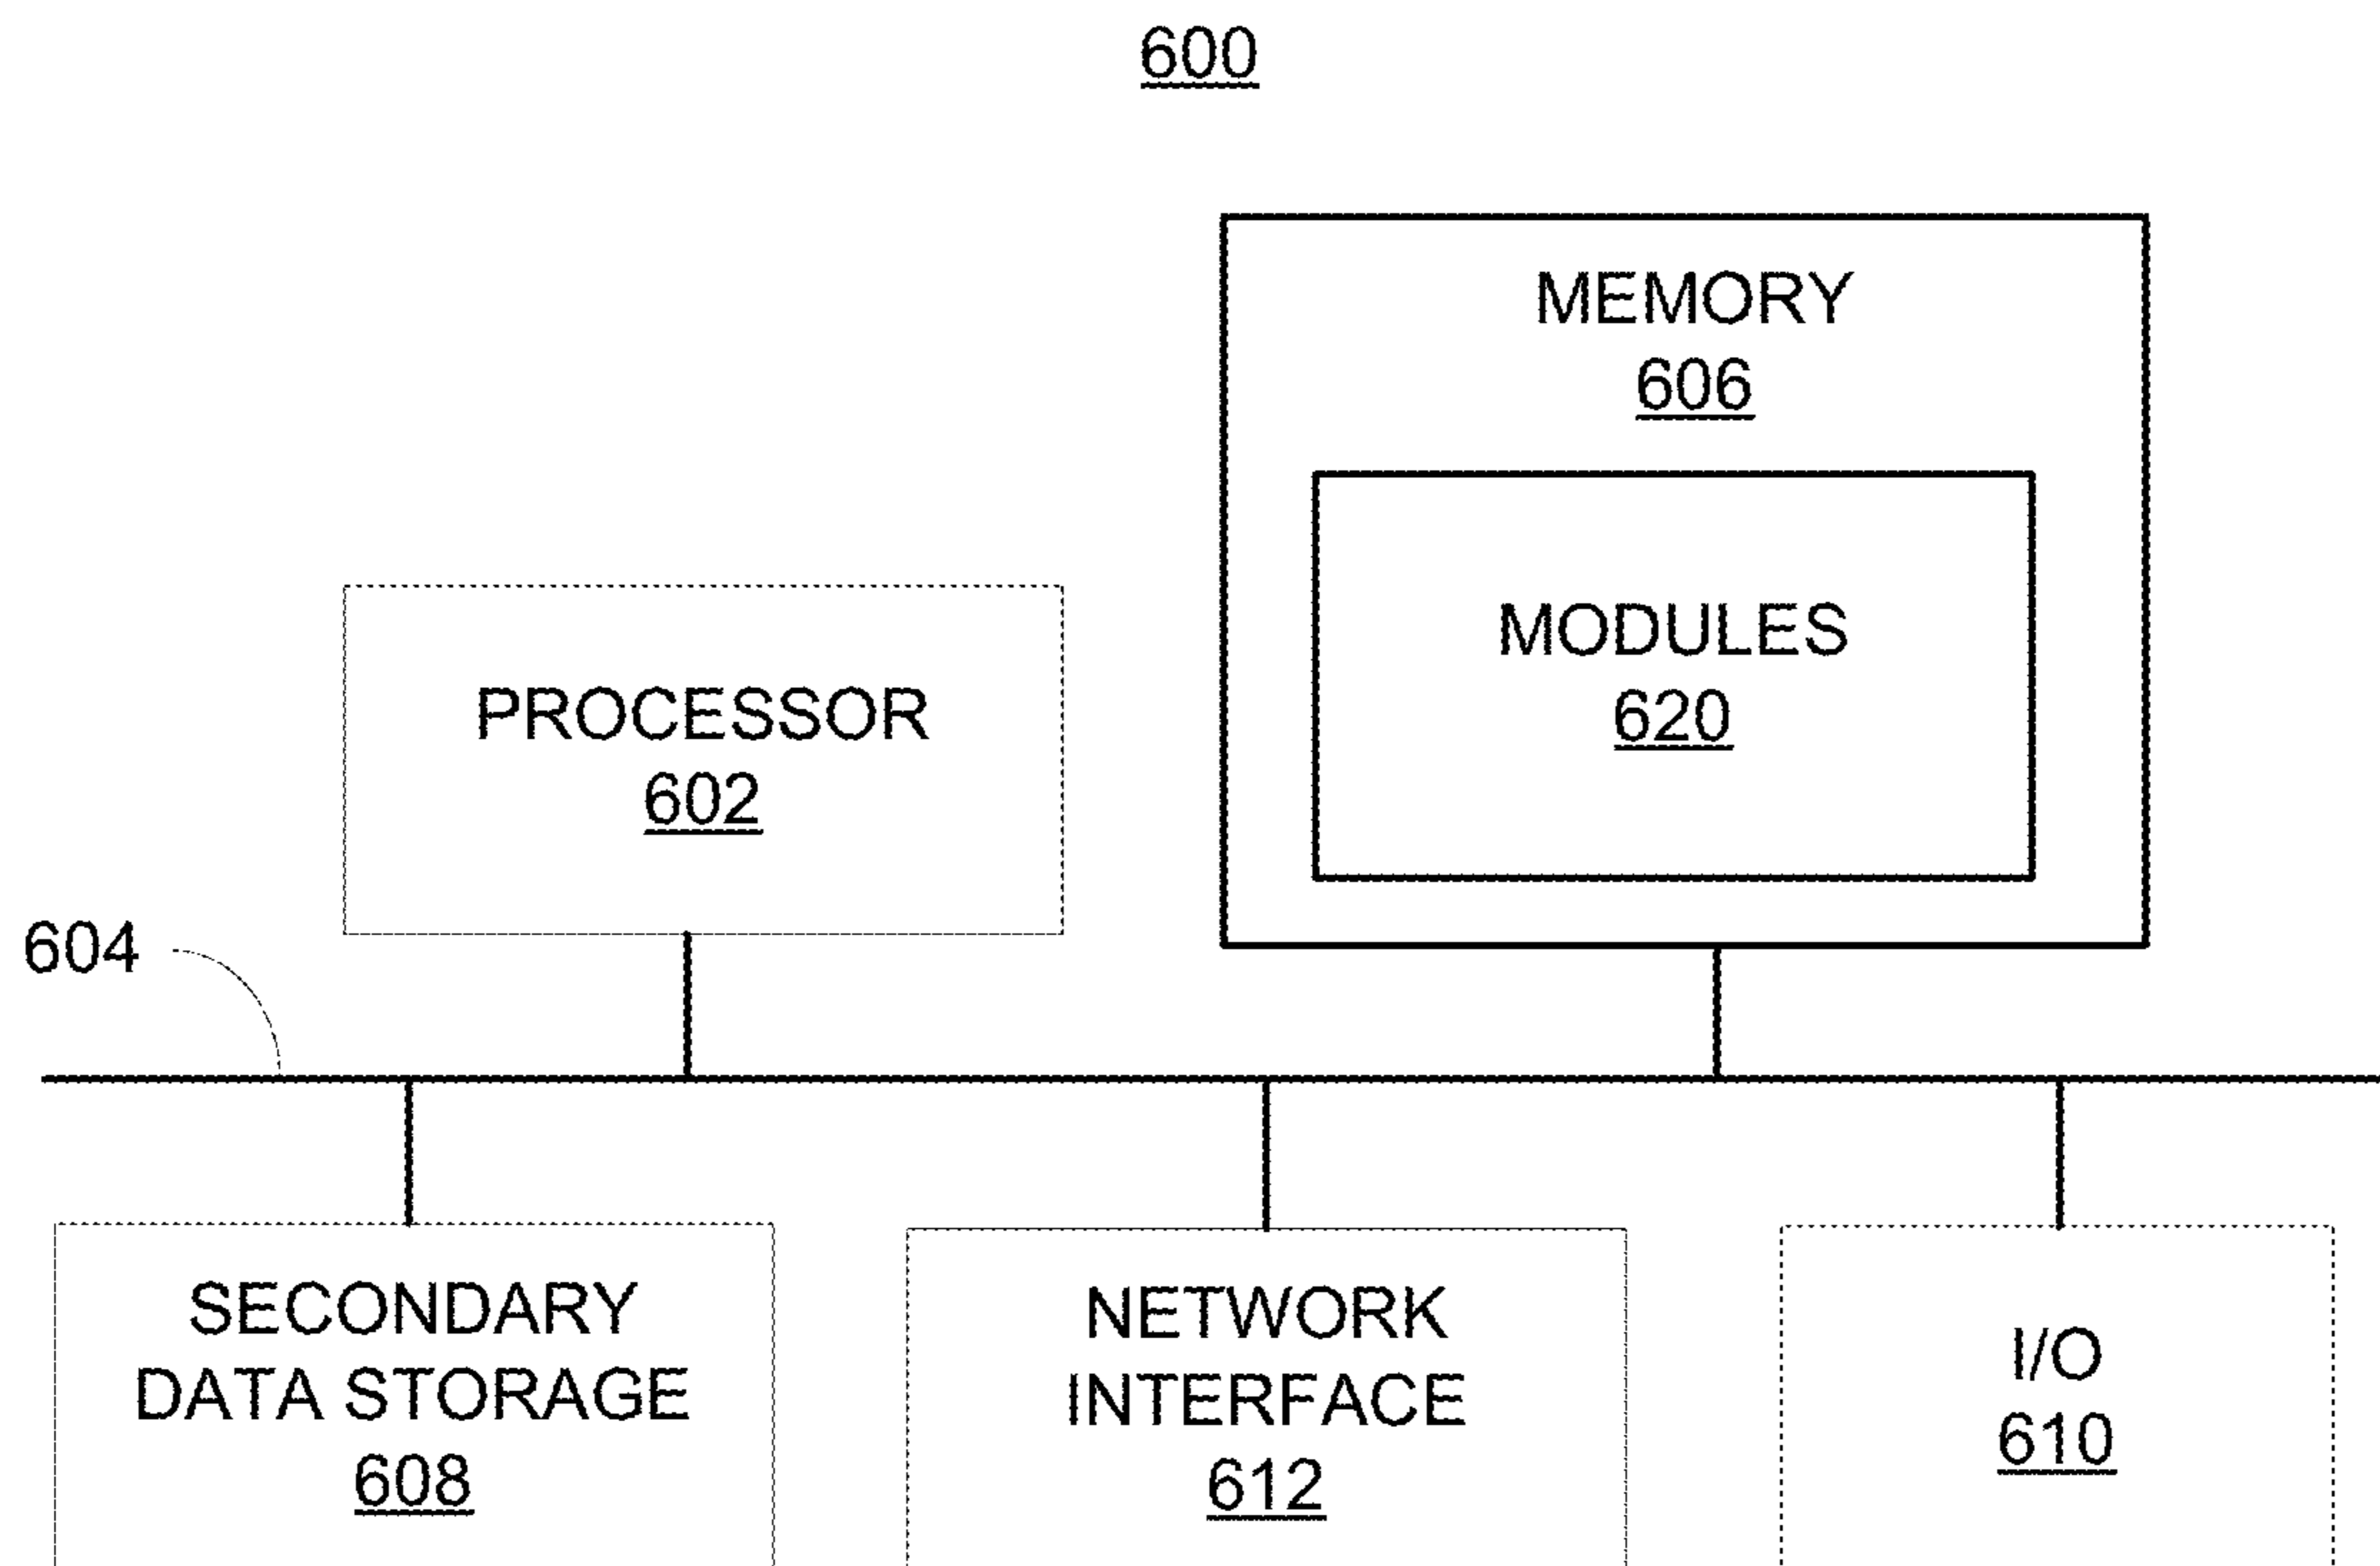 600
MEMORY
606
MODULES
620
PROCESSOR
602
604
SECONDARY
DATA STORAGE
608
NETWORK
INTERFACE
612
I/O
610